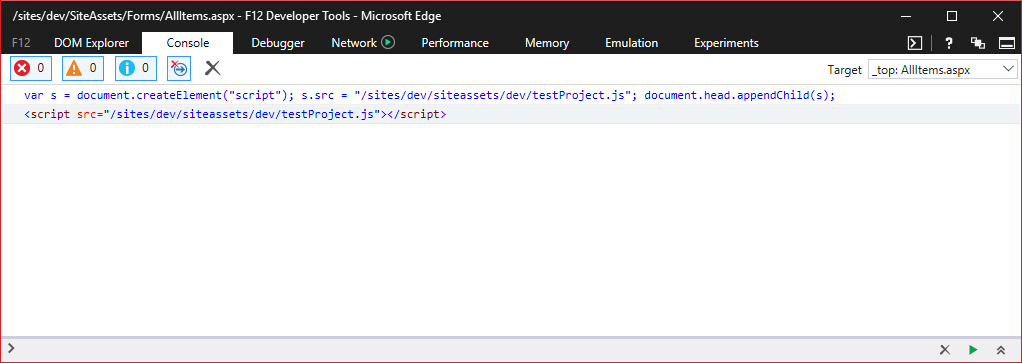 /sites/dev/SiteAssets/Forms/AllItems.aspx - F12 Developer Tools - Microsoft Edge
F12 DOM Explorer Console Debugger Network Performance Memory Emulation Experiments ?
0 0 0 Target _top: AllItems.aspx
var s = document.createElement("script"); s.src = "/sites/dev/siteassets/dev/testProject.js"; document.head.appendChild(s);
<script src="/sites/dev/siteassets/dev/testProject.js"></script>